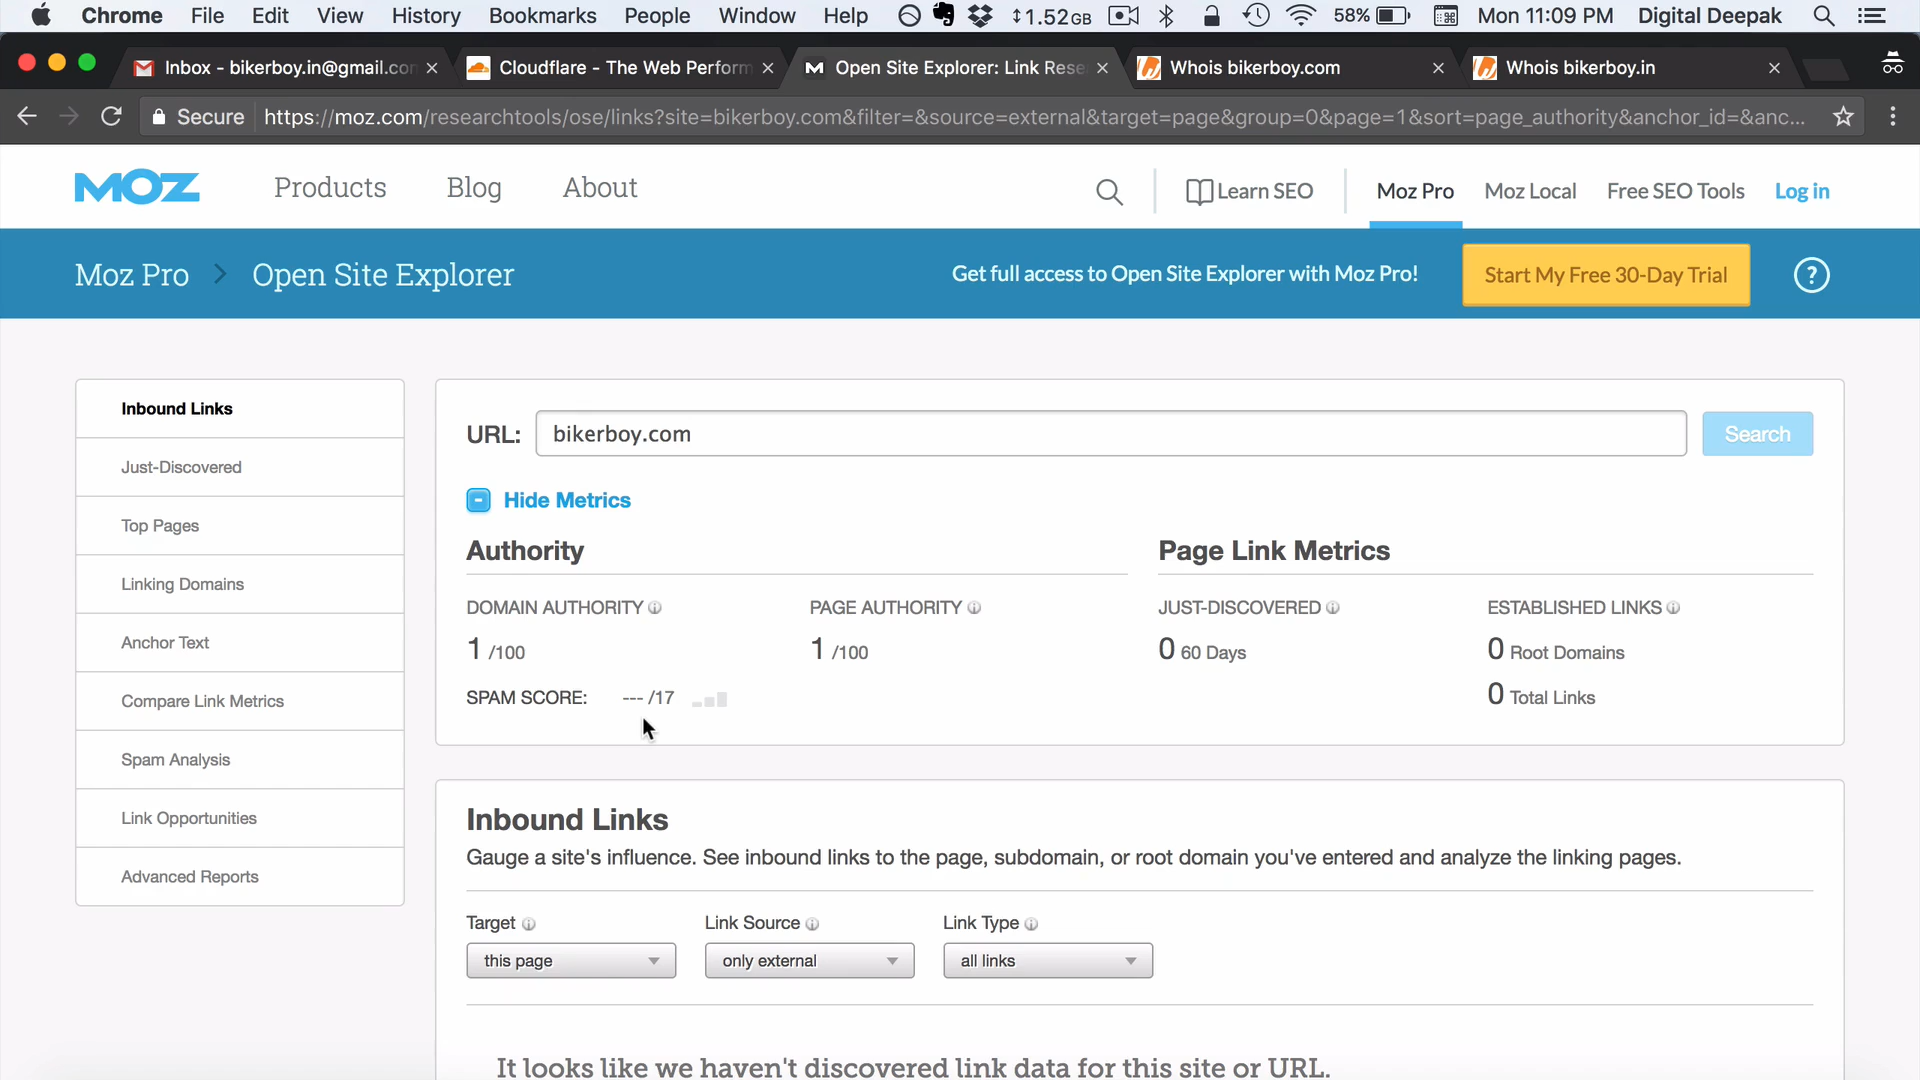 Chrome File Edit View History Bookmarks People Window Help 1.52GB 58% Mon 11:09 PM Digital Deepak
Inbox - bikerboy.in@gmail.con Cloudflare - The Web Perform Open Site Explorer: Link Rese Whois bikerboy.com Whois bikerboy.in
Secure https://moz.com/researchtools/ose/links?site=bikerboy.com&filter=&source=external&target=page&group=0&page=1&sort=page_authority&anchor_id=&anc...
MOZ Products Blog About Learn SEO Moz Pro Moz Local Free SEO Tools Log in
Moz Pro > Open Site Explorer Get full access to Open Site Explorer with Moz Pro! Start My Free 30-Day Trial ?
Inbound Links
Just-Discovered
Top Pages
Linking Domains
Anchor Text
Compare Link Metrics
Spam Analysis
Link Opportunities
Advanced Reports
URL: bikerboy.com Search
Hide Metrics
Authority Page Link Metrics
DOMAIN AUTHORITY PAGE AUTHORITY JUST-DISCOVERED ESTABLISHED LINKS
1 /100 1 /100 0 60 Days 0 Root Domains
SPAM SCORE: --- /17 0 Total Links
Inbound Links
Gauge a site's influence. See inbound links to the page, subdomain, or root domain you've entered and analyze the linking pages.
Target Link Source Link Type
this page only external all links
It looks like we haven't discovered link data for this site or URL.